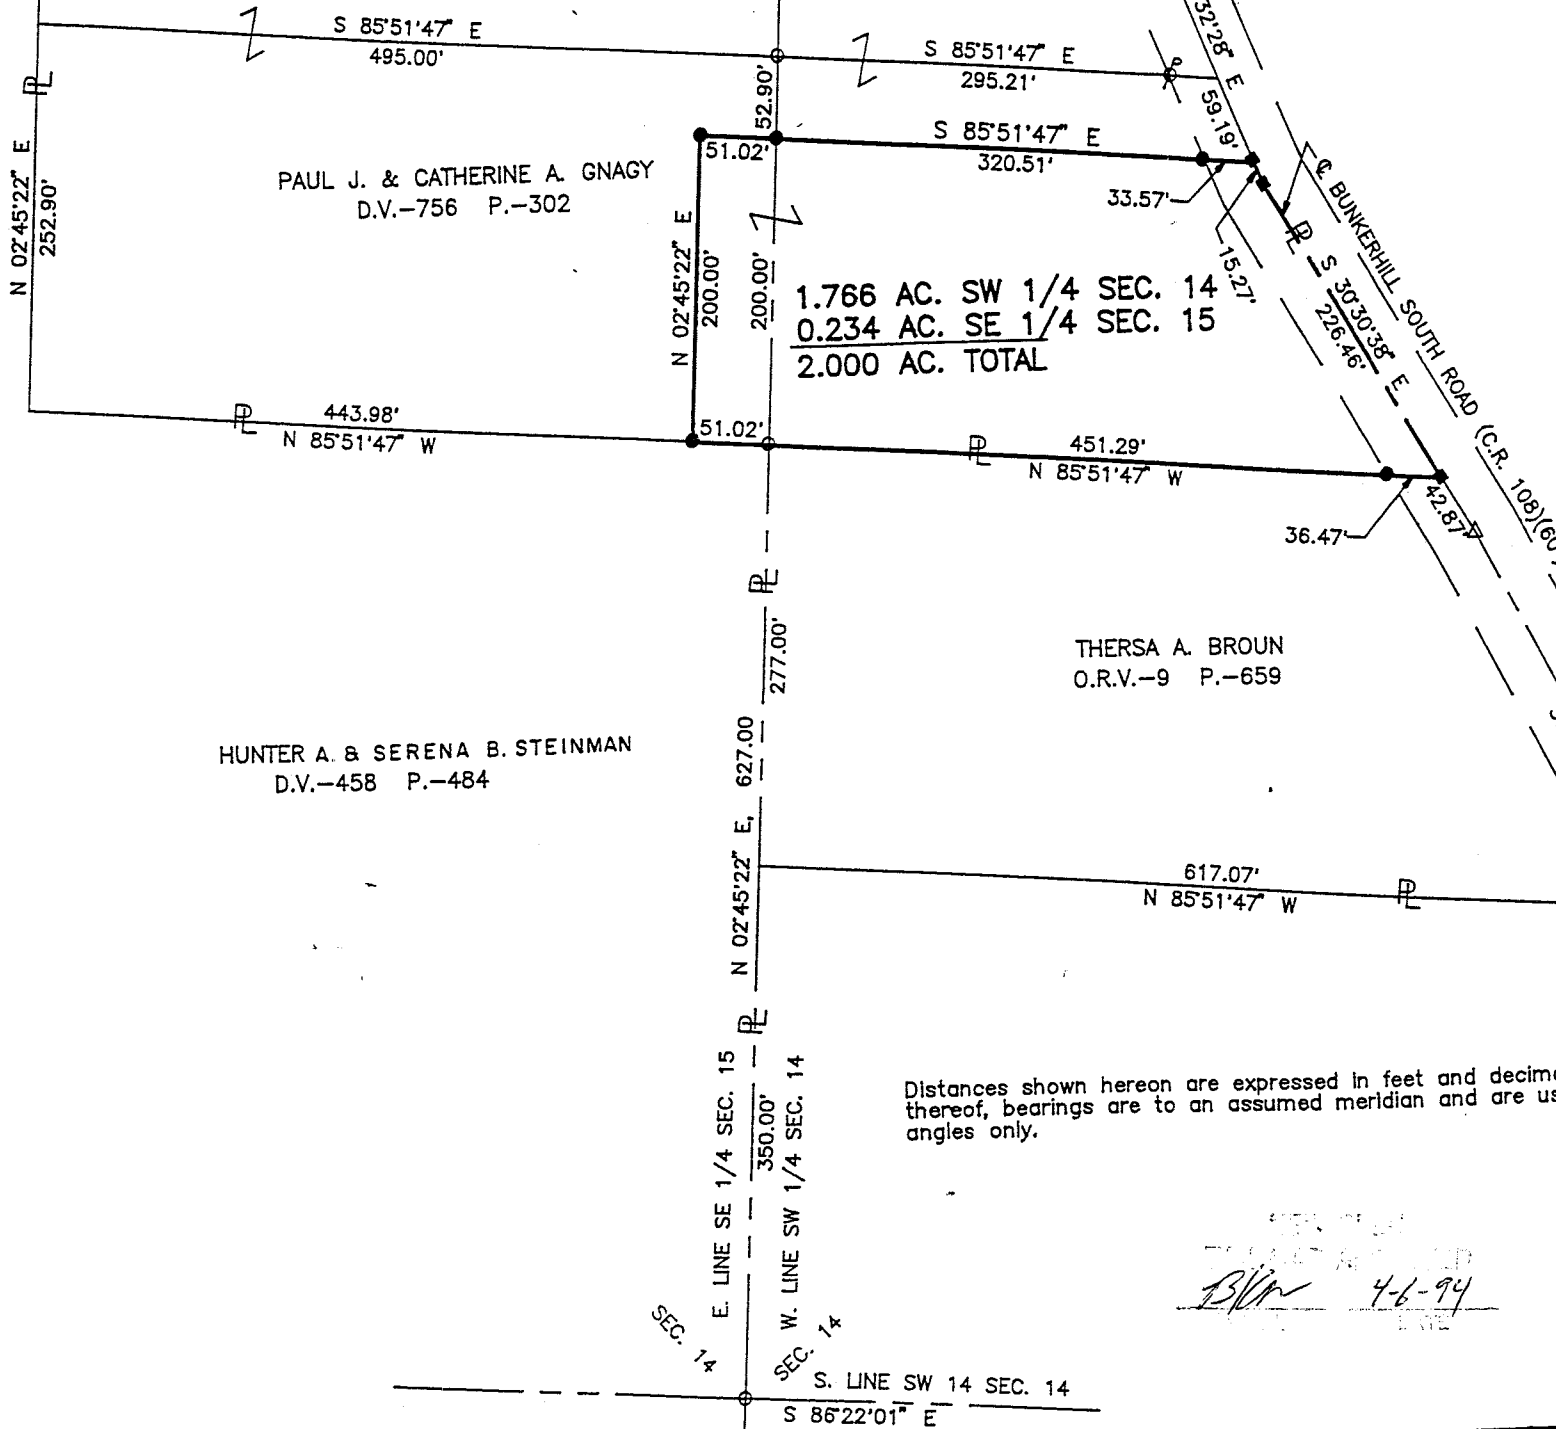 S 85°51'47" E
495.00'
S 85°51'47" E
295.21'
32'28" E
59.19'
52.90'
51.02'
S 85°51'47" E
320.51'
33.57'
15.27'
N 02°45'22" E
252.90'
PAUL J. & CATHERINE A. GNAGY
D.V.-756 P.-302
N 02°45'22" E
200.00'
200.00'
1.766 AC. SW 1/4 SEC. 14
0.234 AC. SE 1/4 SEC. 15
2.000 AC. TOTAL
S 30°30'38" E
226.46'
℄ BUNKERHILL SOUTH ROAD (C.R. 108)(60'
443.98'
N 85°51'47" W
51.02'
451.29'
N 85°51'47" W
36.47'
42.87'
277.00'
THERSA A. BROUN
O.R.V.-9 P.-659
HUNTER A. & SERENA B. STEINMAN
D.V.-458 P.-484
N 02°45'22" E, 627.00
617.07'
N 85°51'47" W
E. LINE SE 1/4 SEC. 15
350.00'
W. LINE SW 1/4 SEC. 14
Distances shown hereon are expressed in feet and decim
thereof, bearings are to an assumed meridian and are us
angles only.
4-6-94
SEC. 14
SEC. 14
S. LINE SW 14 SEC. 14
S 86°22'01" E